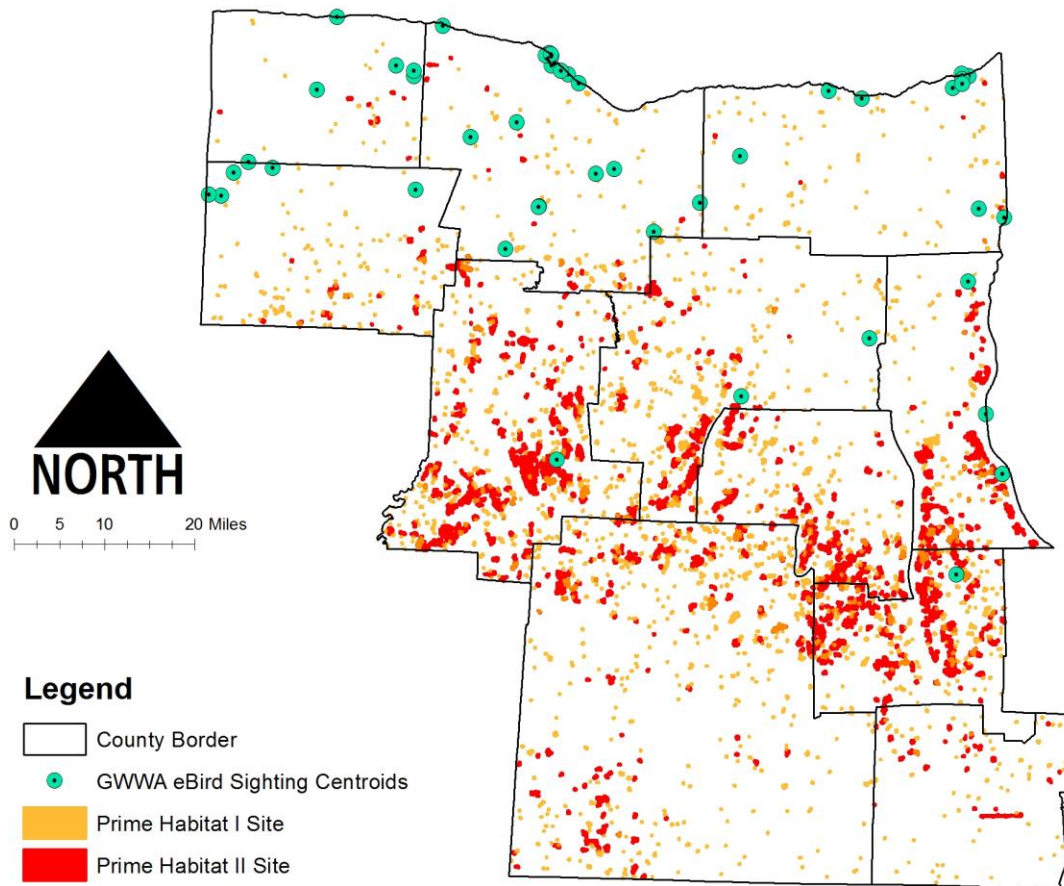 NORTH
0 5 10 20 Miles
Legend
County Border
GWWA eBird Sighting Centroids
Prime Habitat I Site
Prime Habitat II Site